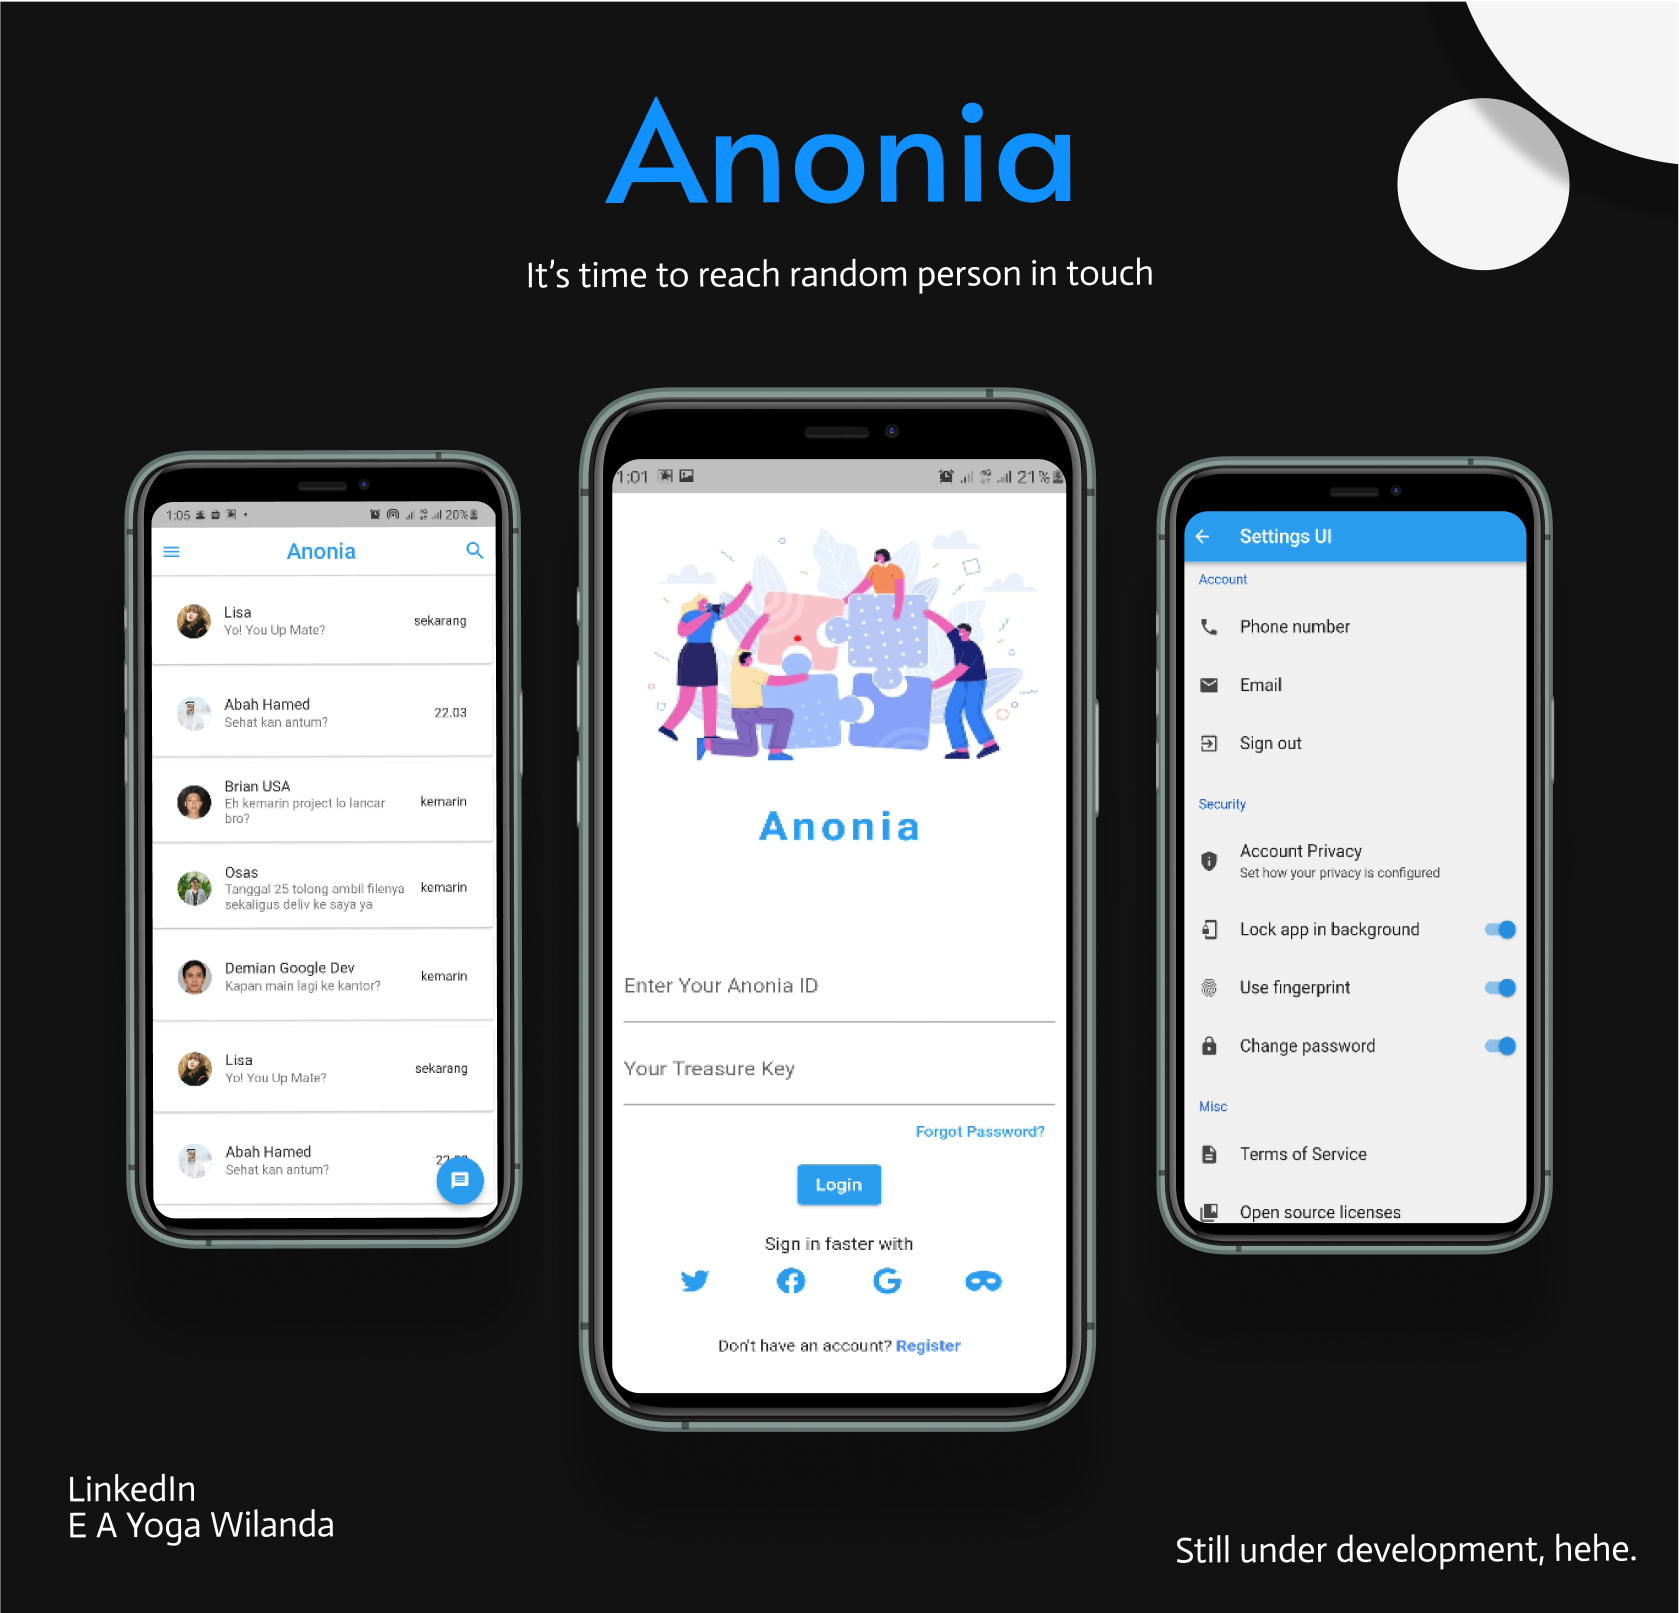 Anonia
It's time to reach random person in touch
1:05
20%
Anonia
Lisa
Yo! You Up Mate?
sekarang
Abah Hamed
Sehat kan antum?
22.03
Brian USA
Eh kemarin project lo lancar
bro?
kemarin
Osas
Tanggal 25 tolong ambil filenya
sekaligus deliv ke saya ya
kemarin
Demian Google Dev
Kapan main lagi ke kantor?
kemarin
Lisa
Yo! You Up Mate?
sekarang
Abah Hamed
Sehat kan antum?
1:01
21%
Anonia
Enter Your Anonia ID
Your Treasure Key
Forgot Password?
Login
Sign in faster with
Don't have an account? Register
Settings UI
Account
Phone number
Email
Sign out
Security
Account Privacy
Set how your privacy is configured
Lock app in background
Use fingerprint
Change password
Misc
Terms of Service
Open source licenses
LinkedIn
E A Yoga Wilanda
Still under development, hehe.